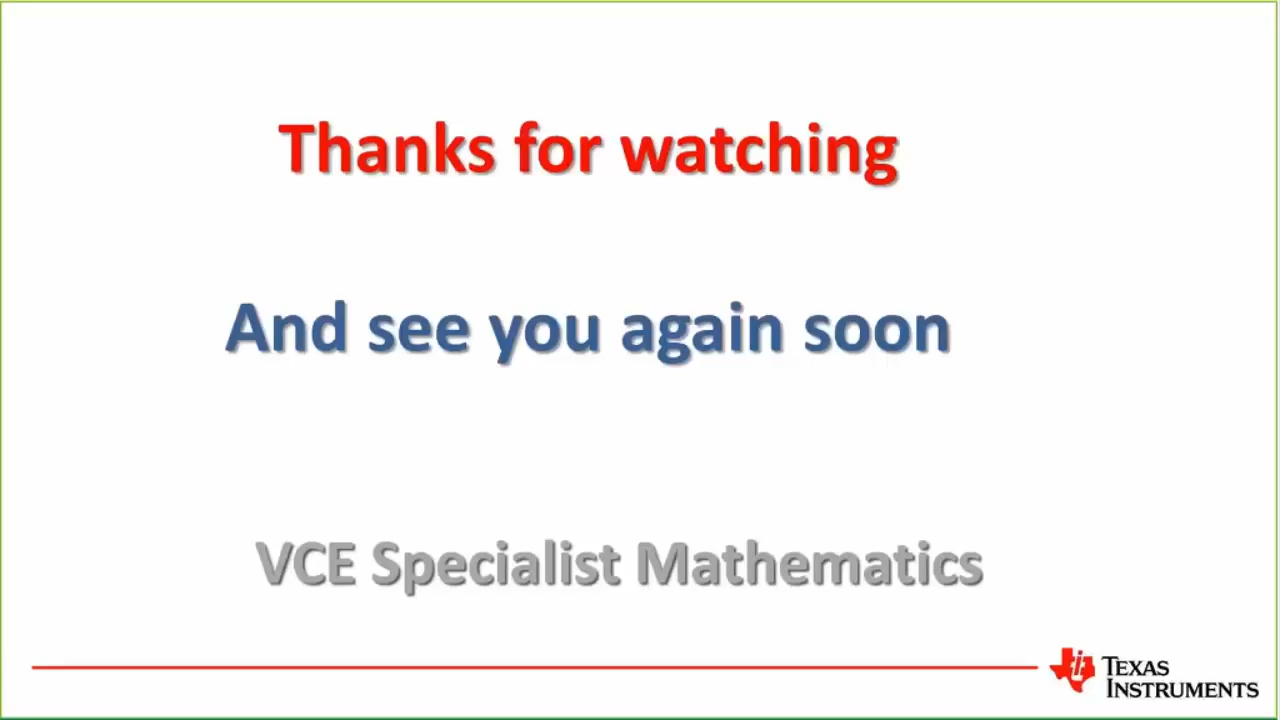 Thanks for watching
And see you again soon
VCE Specialist Mathematics
TEXAS
INSTRUMENTS